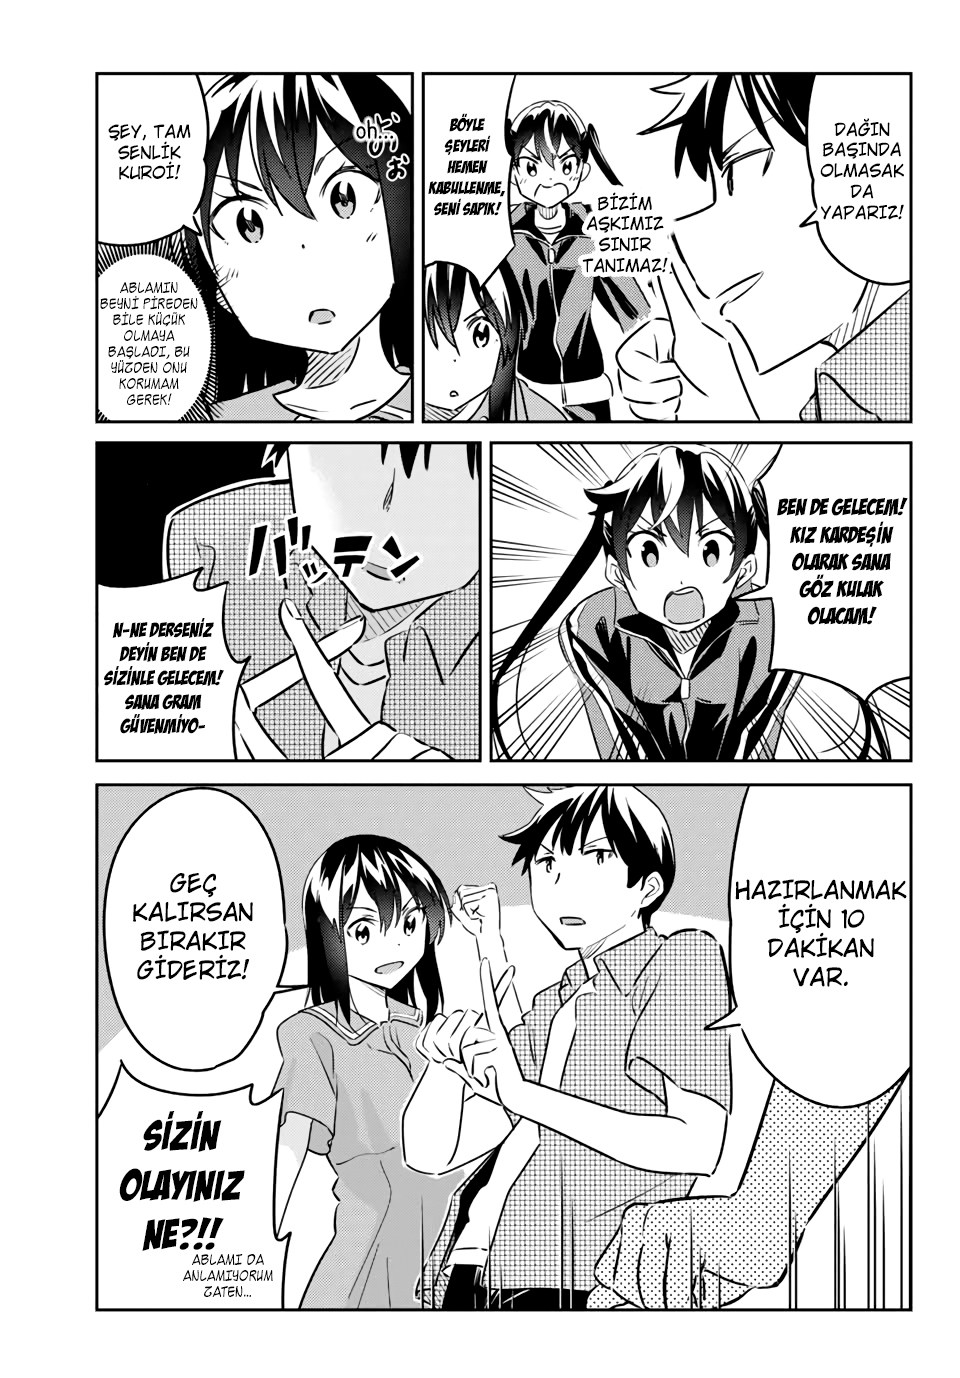 DAĞIN
BAŞINDA
OLMASAK
DA
YAPARIZ!
BİZİM
AŞKIMIZ
SINIR
TANIMAZ!
BÖYLE
ŞEYLERİ
HEMEN
KABULLENME,
SENİ SAPIK!
oh...
お
ŞEY, TAM
SENLİK
KUROI!
ABLAMIN
BEYNİ PİREDEN
BİLE KÜÇÜK
OLMAYA
BAŞLADI, BU
YÜZDEN ONU
KORUMAM
GEREK!
BEN DE GELECEM!
KIZ KARDEŞİN
OLARAK SANA
GÖZ KULAK
OLACAM!
バッテン
N-NE DERSENİZ
DEYİN BEN DE
SİZİNLE GELECEM!
SANA GRAM
GÜVENMİYO-
HAZIRLANMAK
İÇİN 10
DAKİKAN
VAR.
GEÇ
KALIRSAN
BIRAKIR
GİDERİZ!
SİZİN
OLAYINIZ
NE?!!
ABLAMI DA
ANLAMIYORUM
ZATEN...